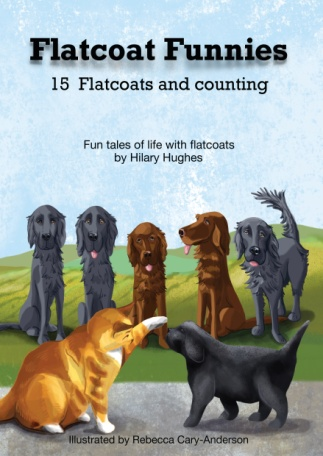 Flatcoat Funnies
15 Flatcoats and counting
Fun tales of life with flatcoats
by Hilary Hughes
Illustrated by Rebecca Cary-Anderson